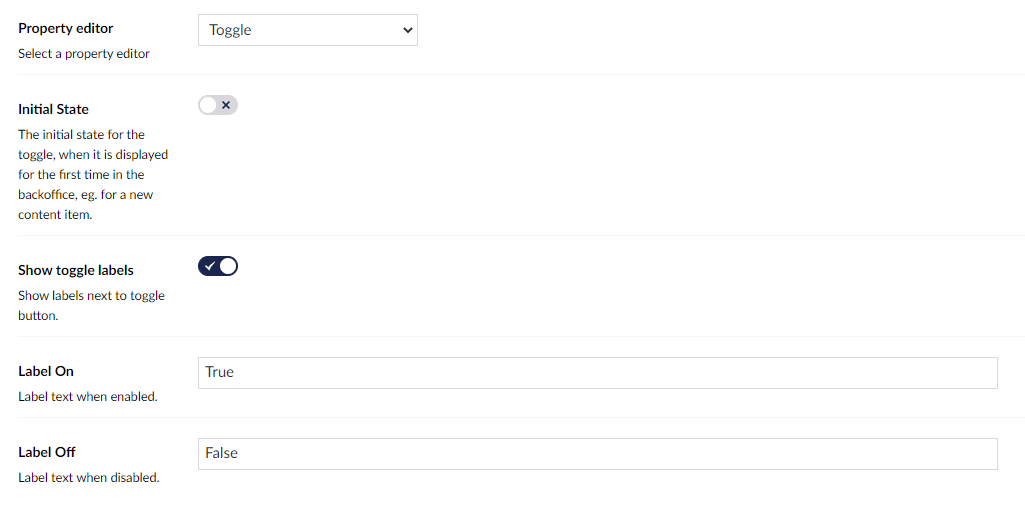 Property editor
Toggle
Select a property editor
Initial State
The initial state for the
toggle, when it is displayed
for the first time in the
backoffice, eg. for a new
content item.
Show toggle labels
Show labels next to toggle
button.
Label On
True
Label text when enabled.
Label Off
False
Label text when disabled.